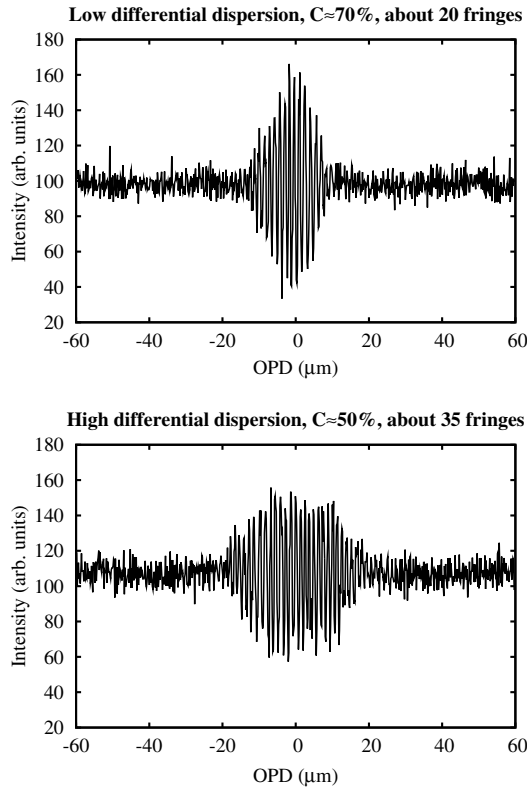 Low differential dispersion, C≈70%, about 20 fringes
180
160
140
120
100
80
60
40
20
Intensity (arb. units)
-60 -40 -20 0 20 40 60
OPD (μm)
High differential dispersion, C≈50%, about 35 fringes
180
160
140
120
100
80
60
40
20
Intensity (arb. units)
-60 -40 -20 0 20 40 60
OPD (μm)